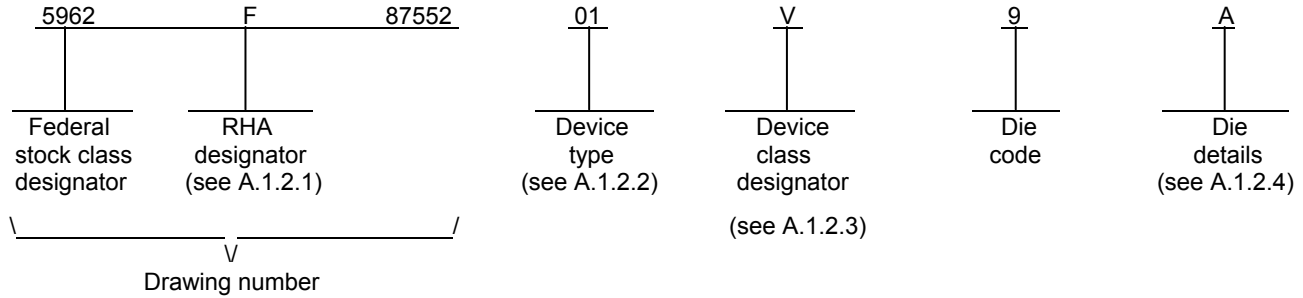 5962 F 87552 01 V 9 A
Federal RHA Device Device Die Die
stock class designator type class code details
designator (see A.1.2.1) (see A.1.2.2) designator (see A.1.2.4)
(see A.1.2.3)
\ /
\/
Drawing number